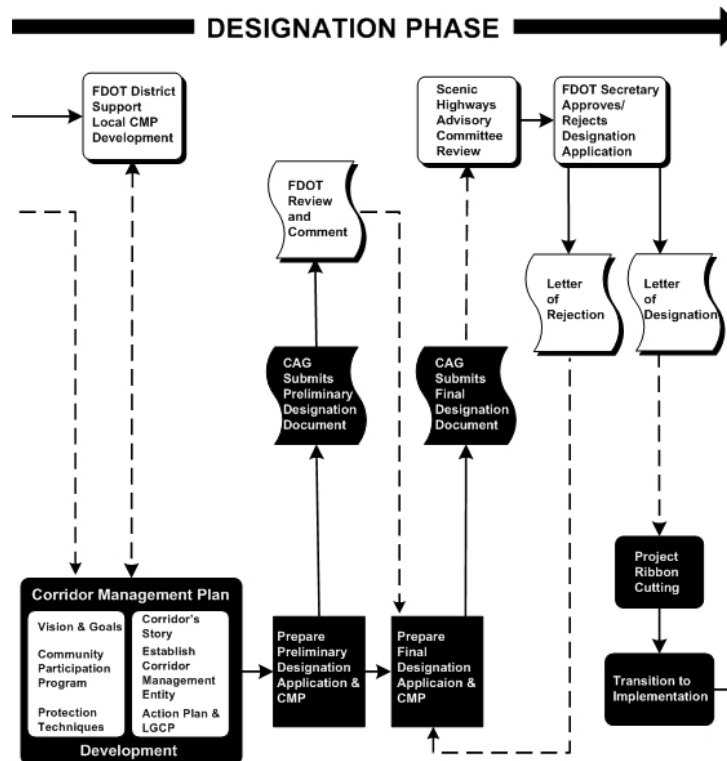 DESIGNATION PHASE
FDOT District
Support
Local CMP
Development
Scenic
Highways
Advisory
Committee
Review
FDOT Secretary
Approves/
Rejects
Designation
Application
FDOT
Review
and
Comment
Letter
of
Rejection
Letter
of
Designation
CAG
Submits
Preliminary
Designation
Document
CAG
Submits
Final
Designation
Document
Project
Ribbon
Cutting
Corridor Management Plan
Vision & Goals
Community
Participation
Program
Protection
Techniques
Corridor's
Story
Establish
Corridor
Management
Entity
Action Plan &
LGCP
Development
Prepare
Preliminary
Designation
Application &
CMP
Prepare
Final
Designation
Applicaion &
CMP
Transition to
Implementation